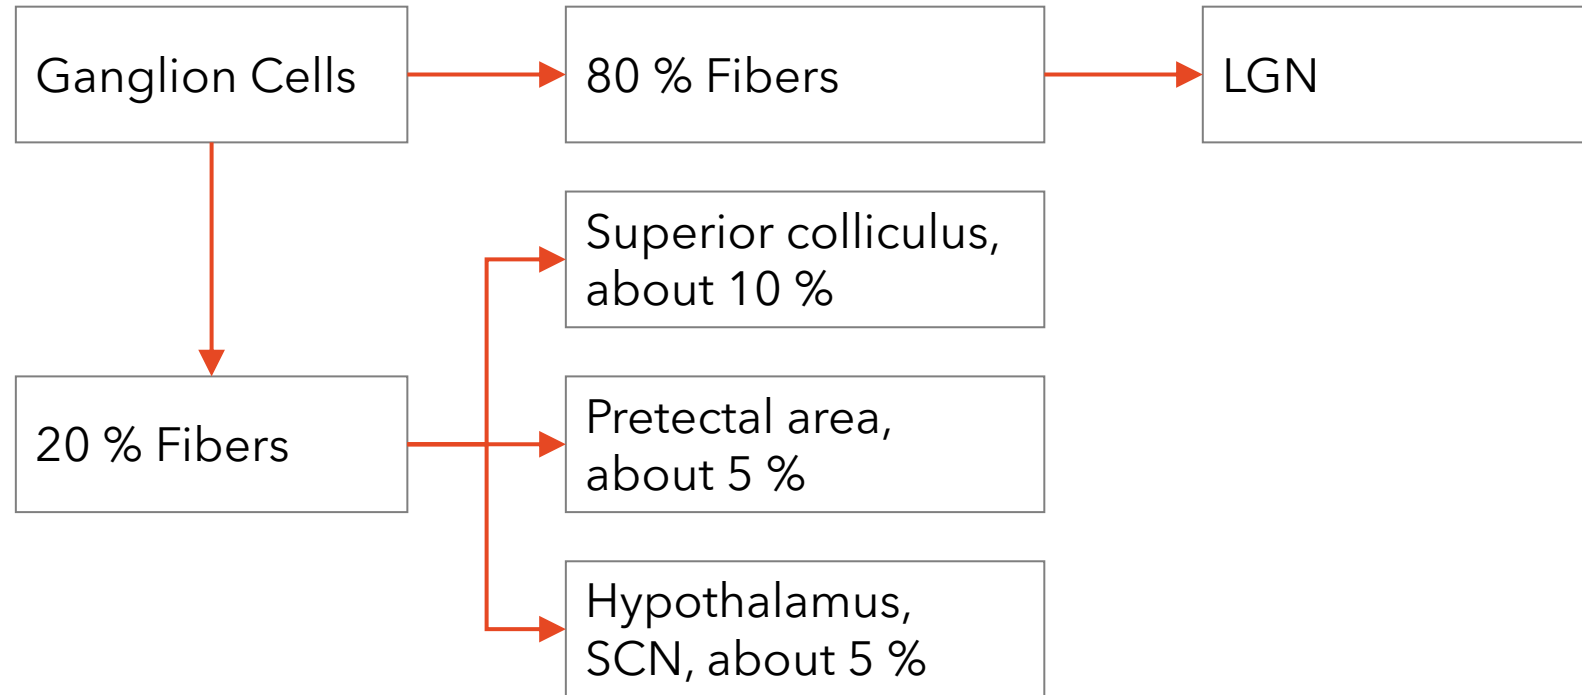 Ganglion Cells
80 % Fibers
LGN
Superior colliculus,
about 10 %
20 % Fibers
Pretectal area,
about 5 %
Hypothalamus,
SCN, about 5 %